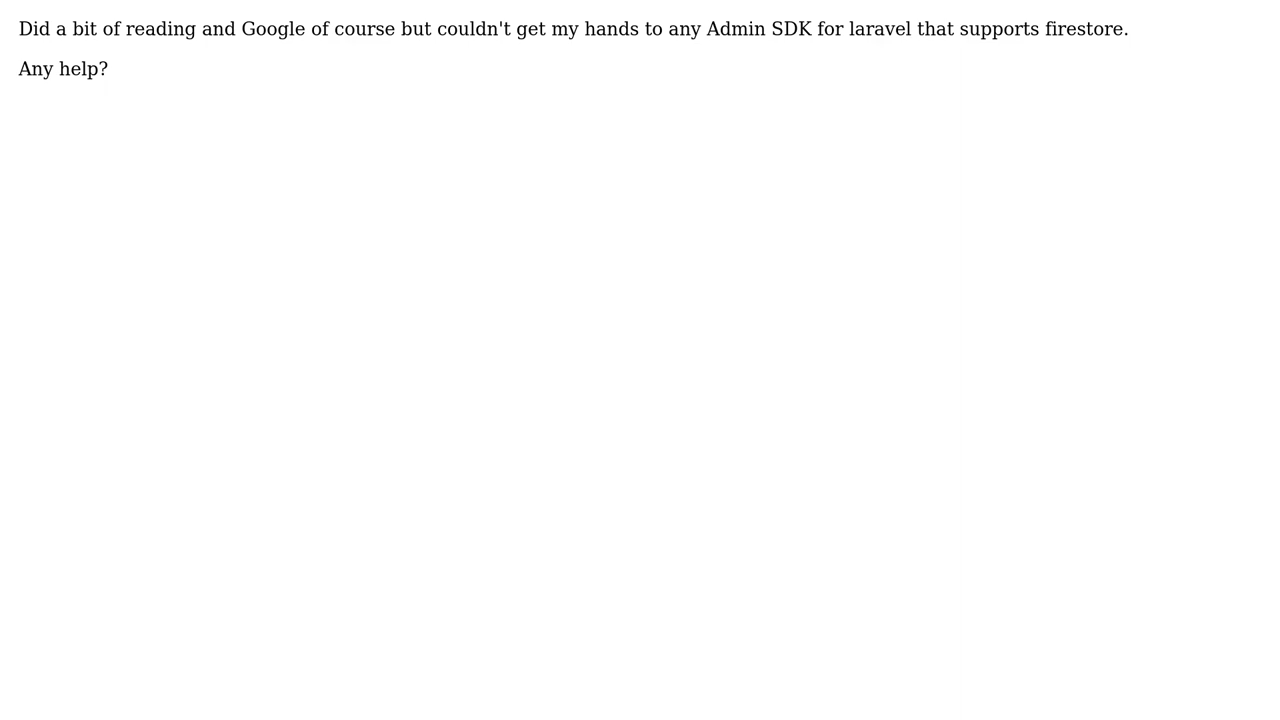 Did a bit of reading and Google of course but couldn't get my hands to any Admin SDK for laravel that supports firestore.
Any help?